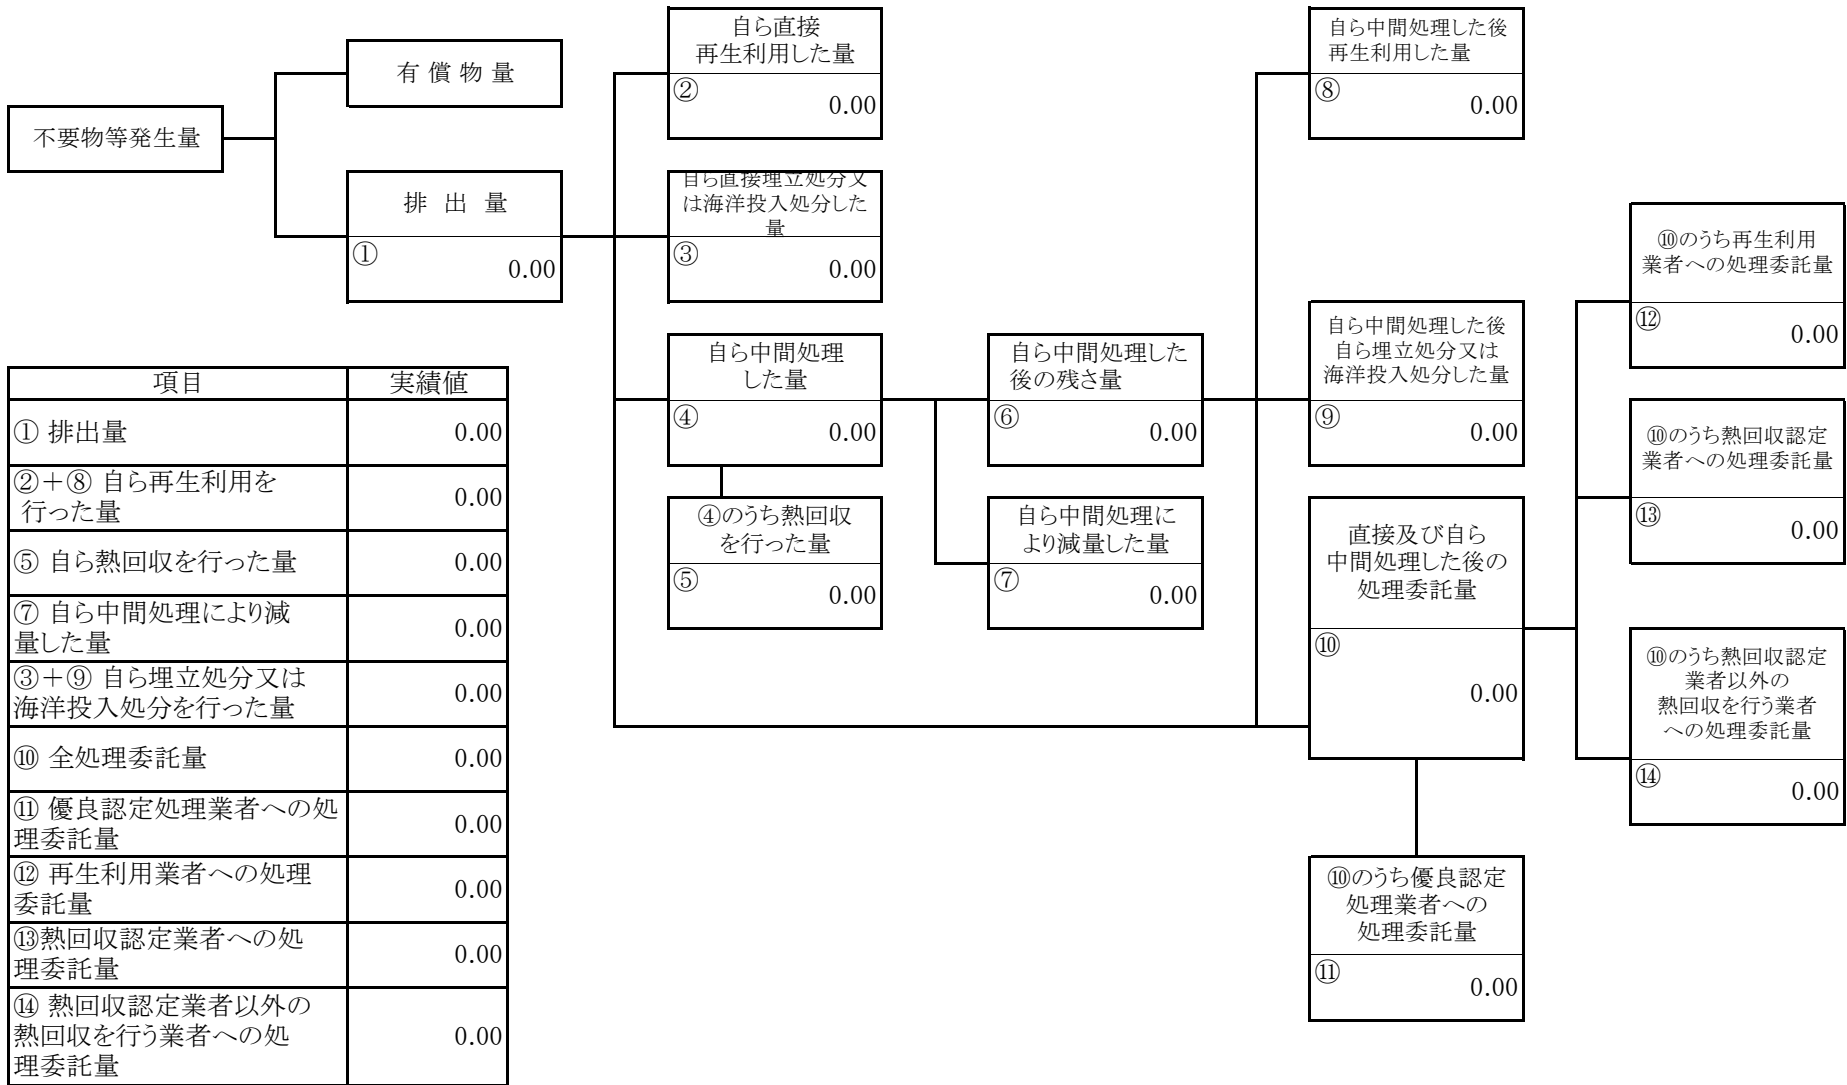 不要物等発生量
有 償 物 量
排 出 量
①
0.00
自ら直接
再生利用した量
②
0.00
自ら直接埋立処分又
は海洋投入処分した
量
③
0.00
自ら中間処理
した量
④
0.00
④のうち熱回収
を行った量
⑤
0.00
自ら中間処理した
後の残さ量
⑥
0.00
自ら中間処理に
より減量した量
⑦
0.00
自ら中間処理した後
再生利用した量
⑧
0.00
自ら中間処理した後
自ら埋立処分又は
海洋投入処分した量
⑨
0.00
直接及び自ら
中間処理した後の
処理委託量
⑩
0.00
⑩のうち優良認定
処理業者への
処理委託量
⑪
0.00
⑩のうち再生利用
業者への処理委託量
⑫
0.00
⑩のうち熱回収認定
業者への処理委託量
⑬
0.00
⑩のうち熱回収認定
業者以外の
熱回収を行う業者
への処理委託量
⑭
0.00
項目 実績値
① 排出量 0.00
②＋⑧ 自ら再生利用を
行った量 0.00
⑤ 自ら熱回収を行った量 0.00
⑦ 自ら中間処理により減
量した量 0.00
③＋⑨ 自ら埋立処分又は
海洋投入処分を行った量 0.00
⑩ 全処理委託量 0.00
⑪ 優良認定処理業者への処
理委託量 0.00
⑫ 再生利用業者への処理
委託量 0.00
⑬熱回収認定業者への処
理委託量 0.00
⑭ 熱回収認定業者以外の
熱回収を行う業者への処
理委託量 0.00